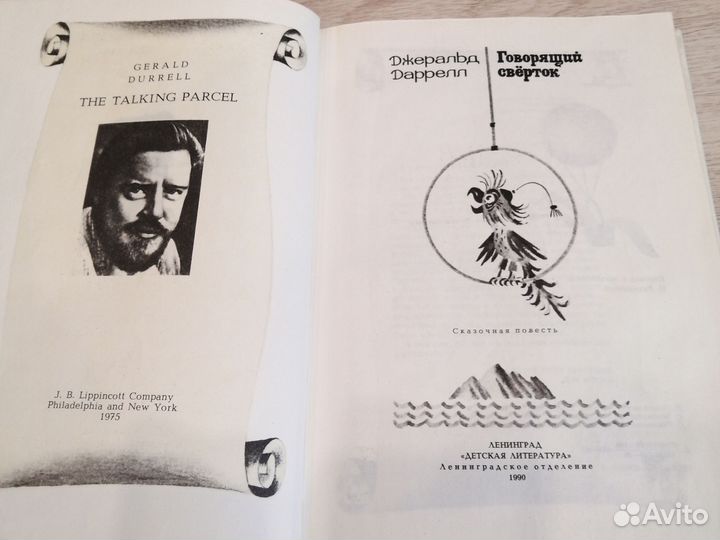 GERALD
DURRELL
THE TALKING PARCEL
J. B. Lippincott Company
Philadelphia and New York
1975
Джеральд
Даррелл
Говорящий
свёрток
Сказочная повесть
ЛЕНИНГРАД
«ДЕТСКАЯ ЛИТЕРАТУРА»
Ленинградское отделение
1990
Avito